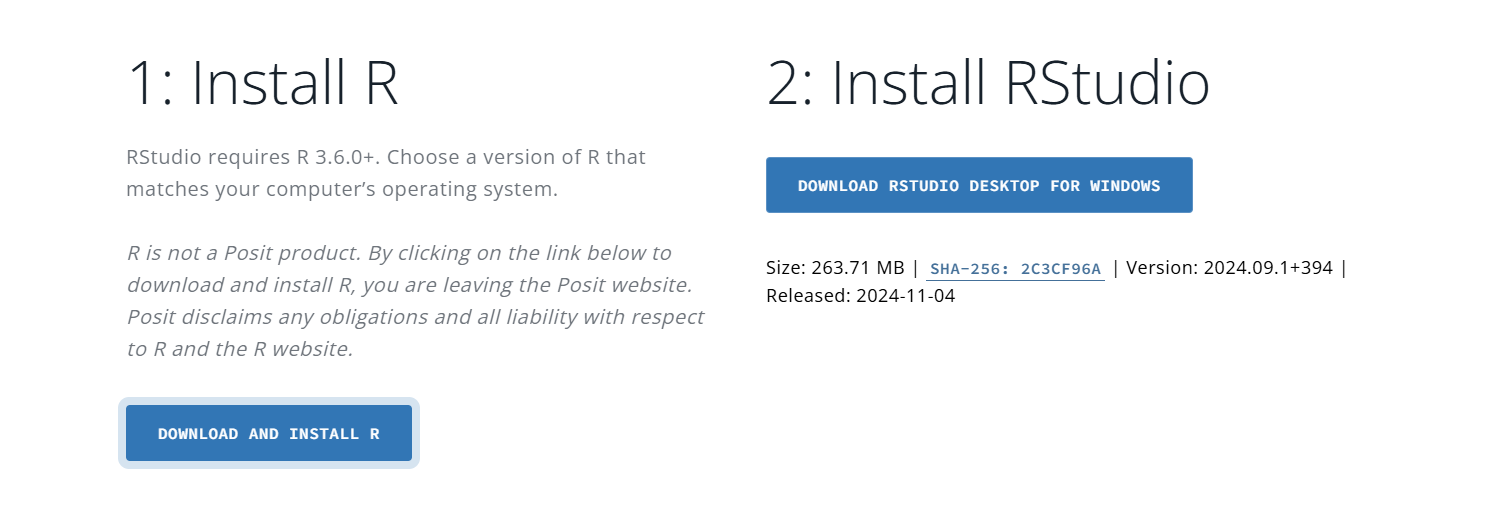 1: Install R
RStudio requires R 3.6.0+. Choose a version of R that
matches your computer’s operating system.
R is not a Posit product. By clicking on the link below to
download and install R, you are leaving the Posit website.
Posit disclaims any obligations and all liability with respect
to R and the R website.
DOWNLOAD AND INSTALL R
2: Install RStudio
DOWNLOAD RSTUDIO DESKTOP FOR WINDOWS
Size: 263.71 MB | SHA-256: 2C3CF96A | Version: 2024.09.1+394 |
Released: 2024-11-04